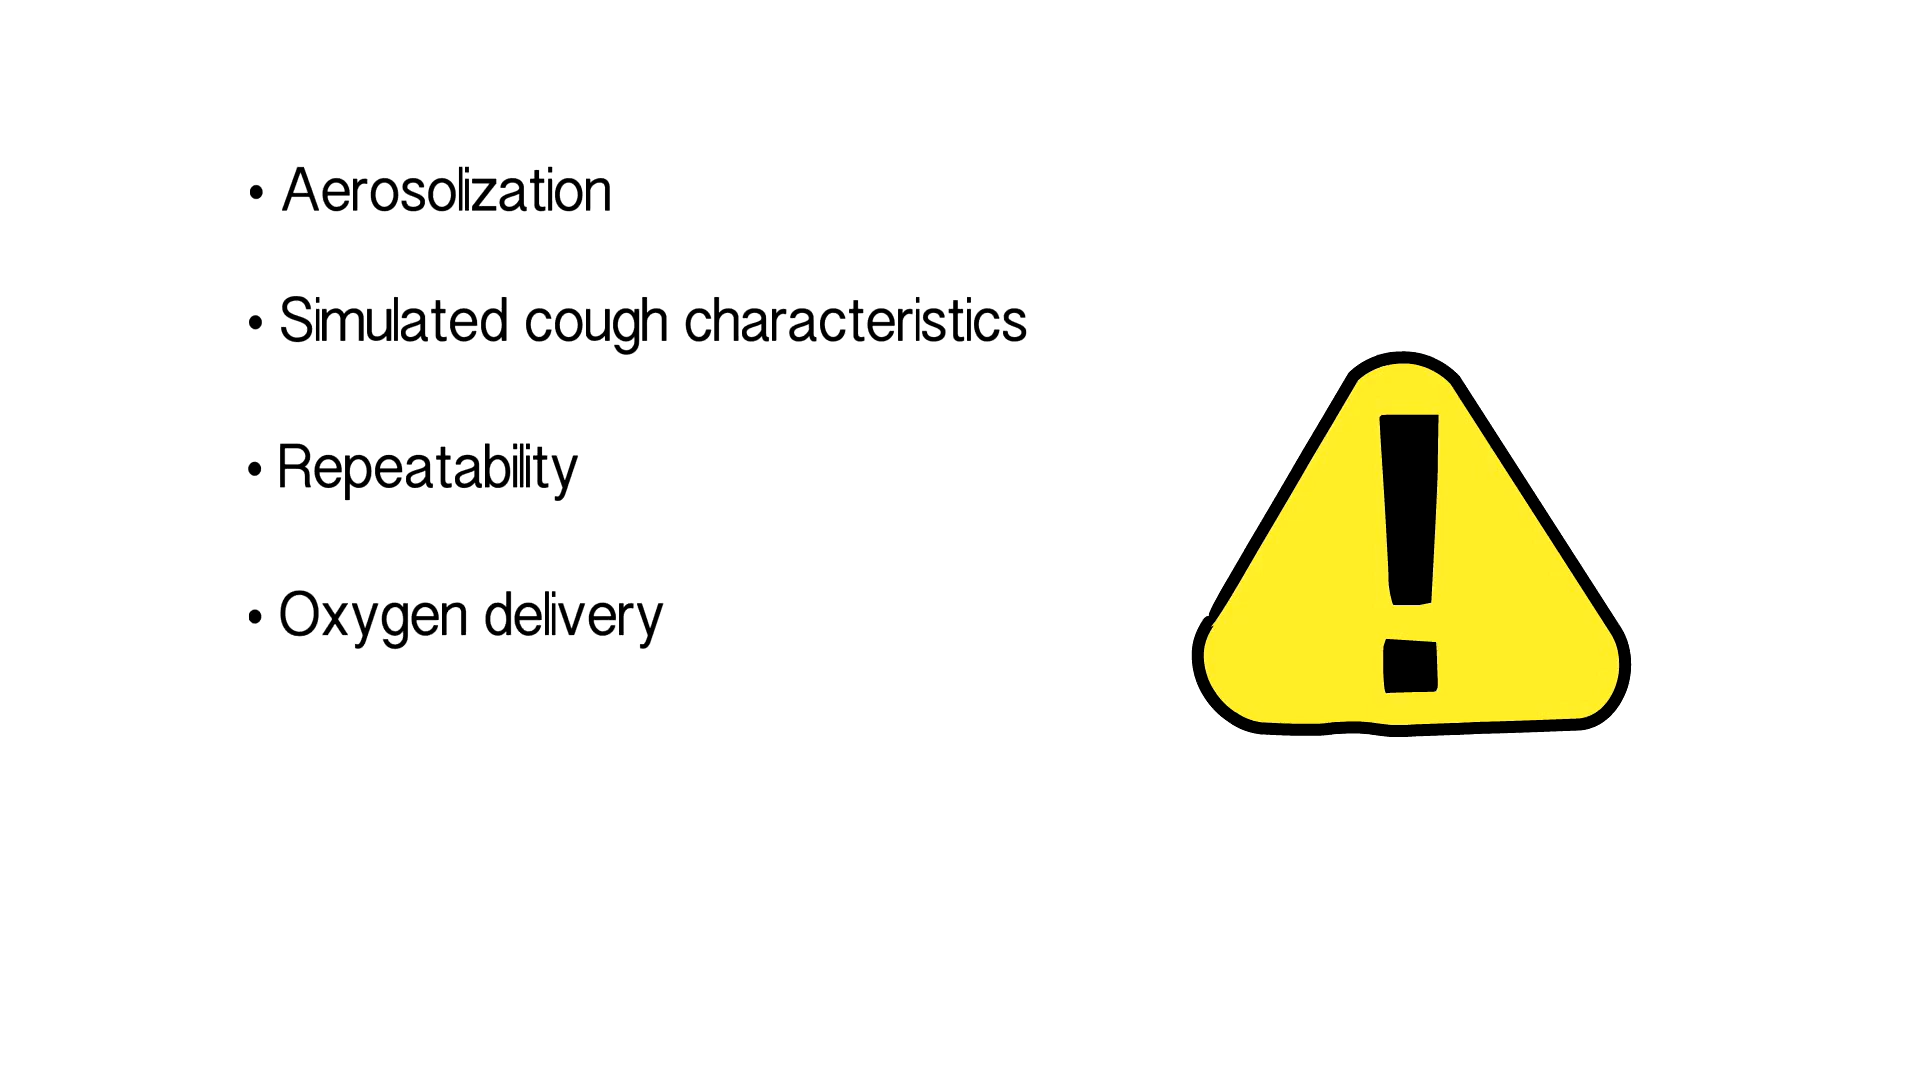 • Aerosolization
• Simulated cough characteristics
• Repeatability
• Oxygen delivery
!